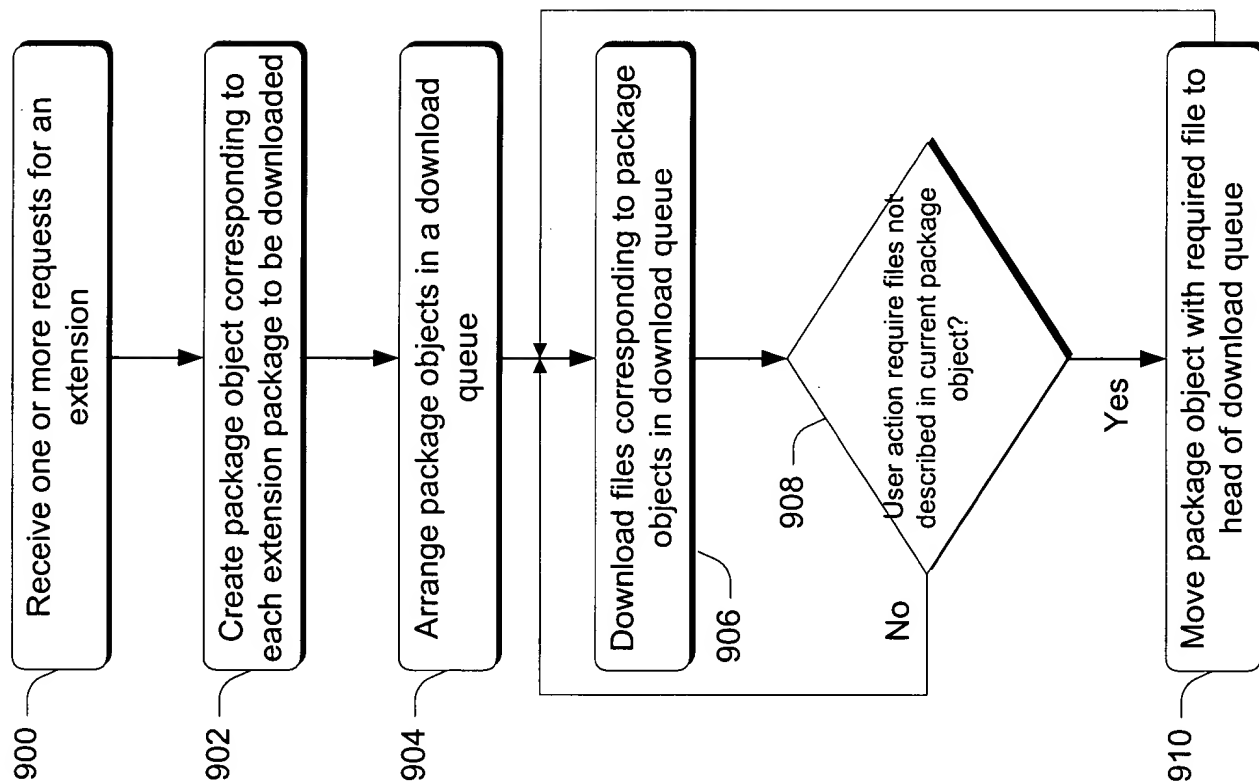 900
Receive one or more requests for an
extension
902
Create package object corresponding to
each extension package to be downloaded
904
Arrange package objects in a download
queue
Download files corresponding to package
objects in download queue
906
908
User action require files not
described in current package
object?
No
Yes
910
Move package object with required file to
head of download queue